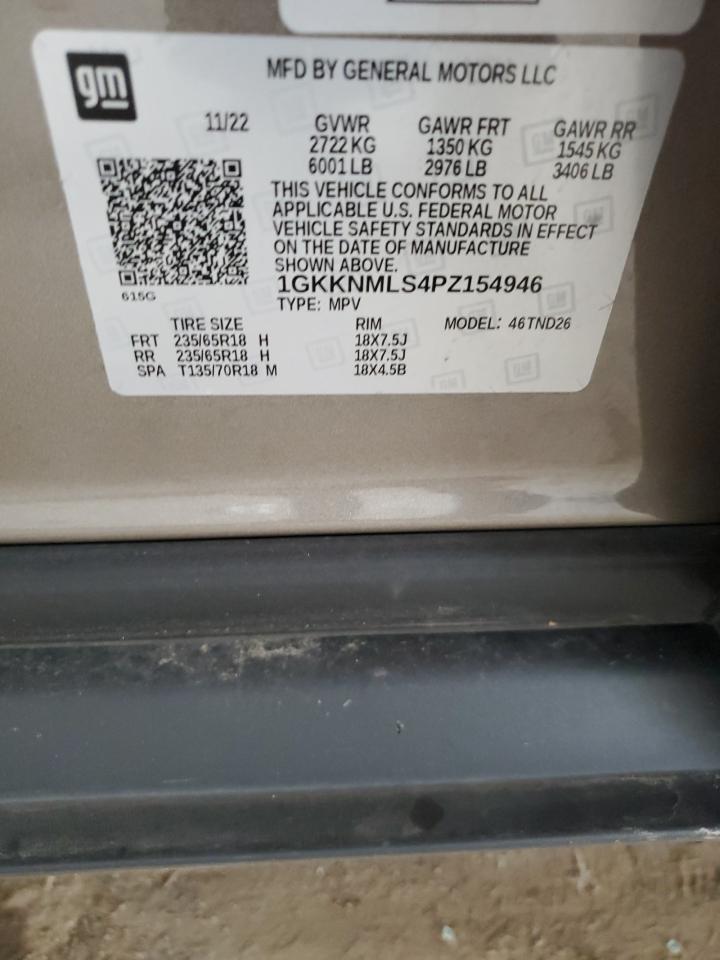 gm
MFD BY GENERAL MOTORS LLC
11/22 GVWR GAWR FRT GAWR RR
2722 KG 1350 KG 1545 KG
6001 LB 2976 LB 3406 LB
THIS VEHICLE CONFORMS TO ALL
APPLICABLE U.S. FEDERAL MOTOR
VEHICLE SAFETY STANDARDS IN EFFECT
ON THE DATE OF MANUFACTURE
SHOWN ABOVE.
1GKKNMLS4PZ154946
615G
TYPE: MPV
TIRE SIZE RIM MODEL: 46TND26
FRT 235/65R18 H 18X7.5J
RR 235/65R18 H 18X7.5J
SPA T135/70R18 M 18X4.5B